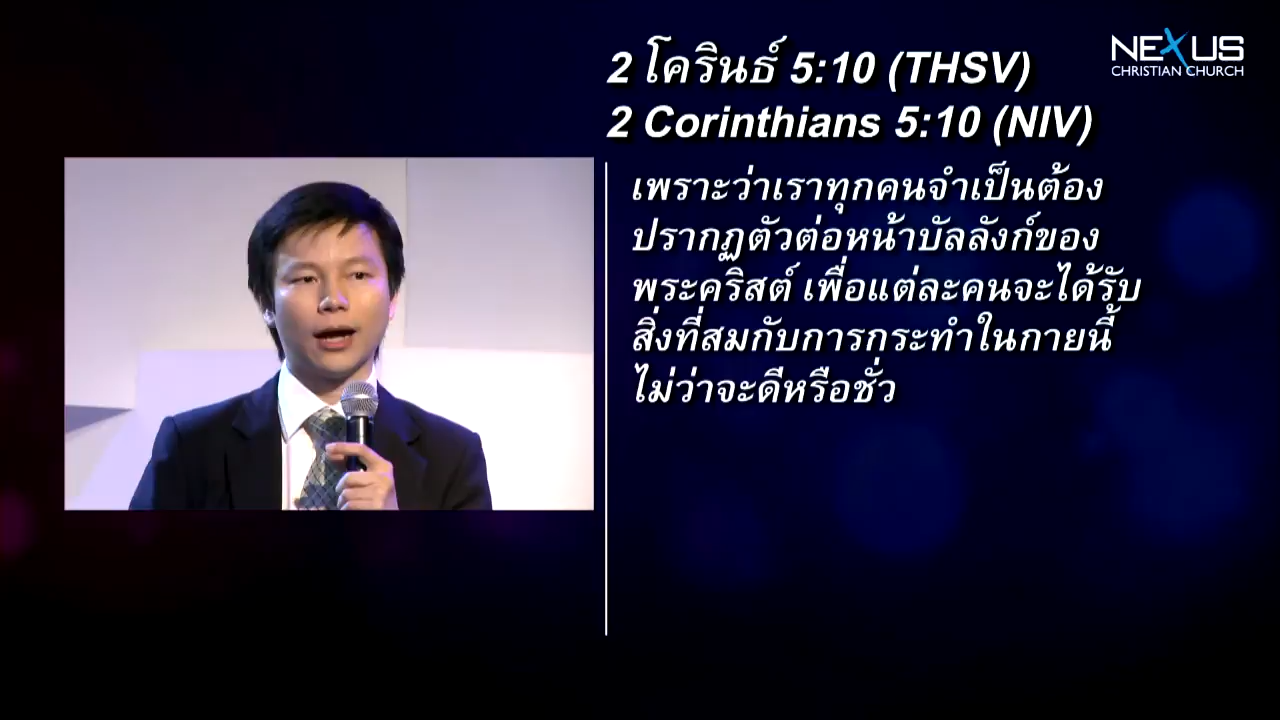 2 โครินธ์ 5:10 (THSV)
2 Corinthians 5:10 (NIV)
NEXUS
CHRISTIAN CHURCH
เพราะว่าเราทุกคนจำเป็นต้อง
ปรากฏตัวต่อหน้าบัลลังก์ของ
พระคริสต์ เพื่อแต่ละคนจะได้รับ
สิ่งที่สมกับการกระทำในกายนี้
ไม่ว่าจะดีหรือชั่ว